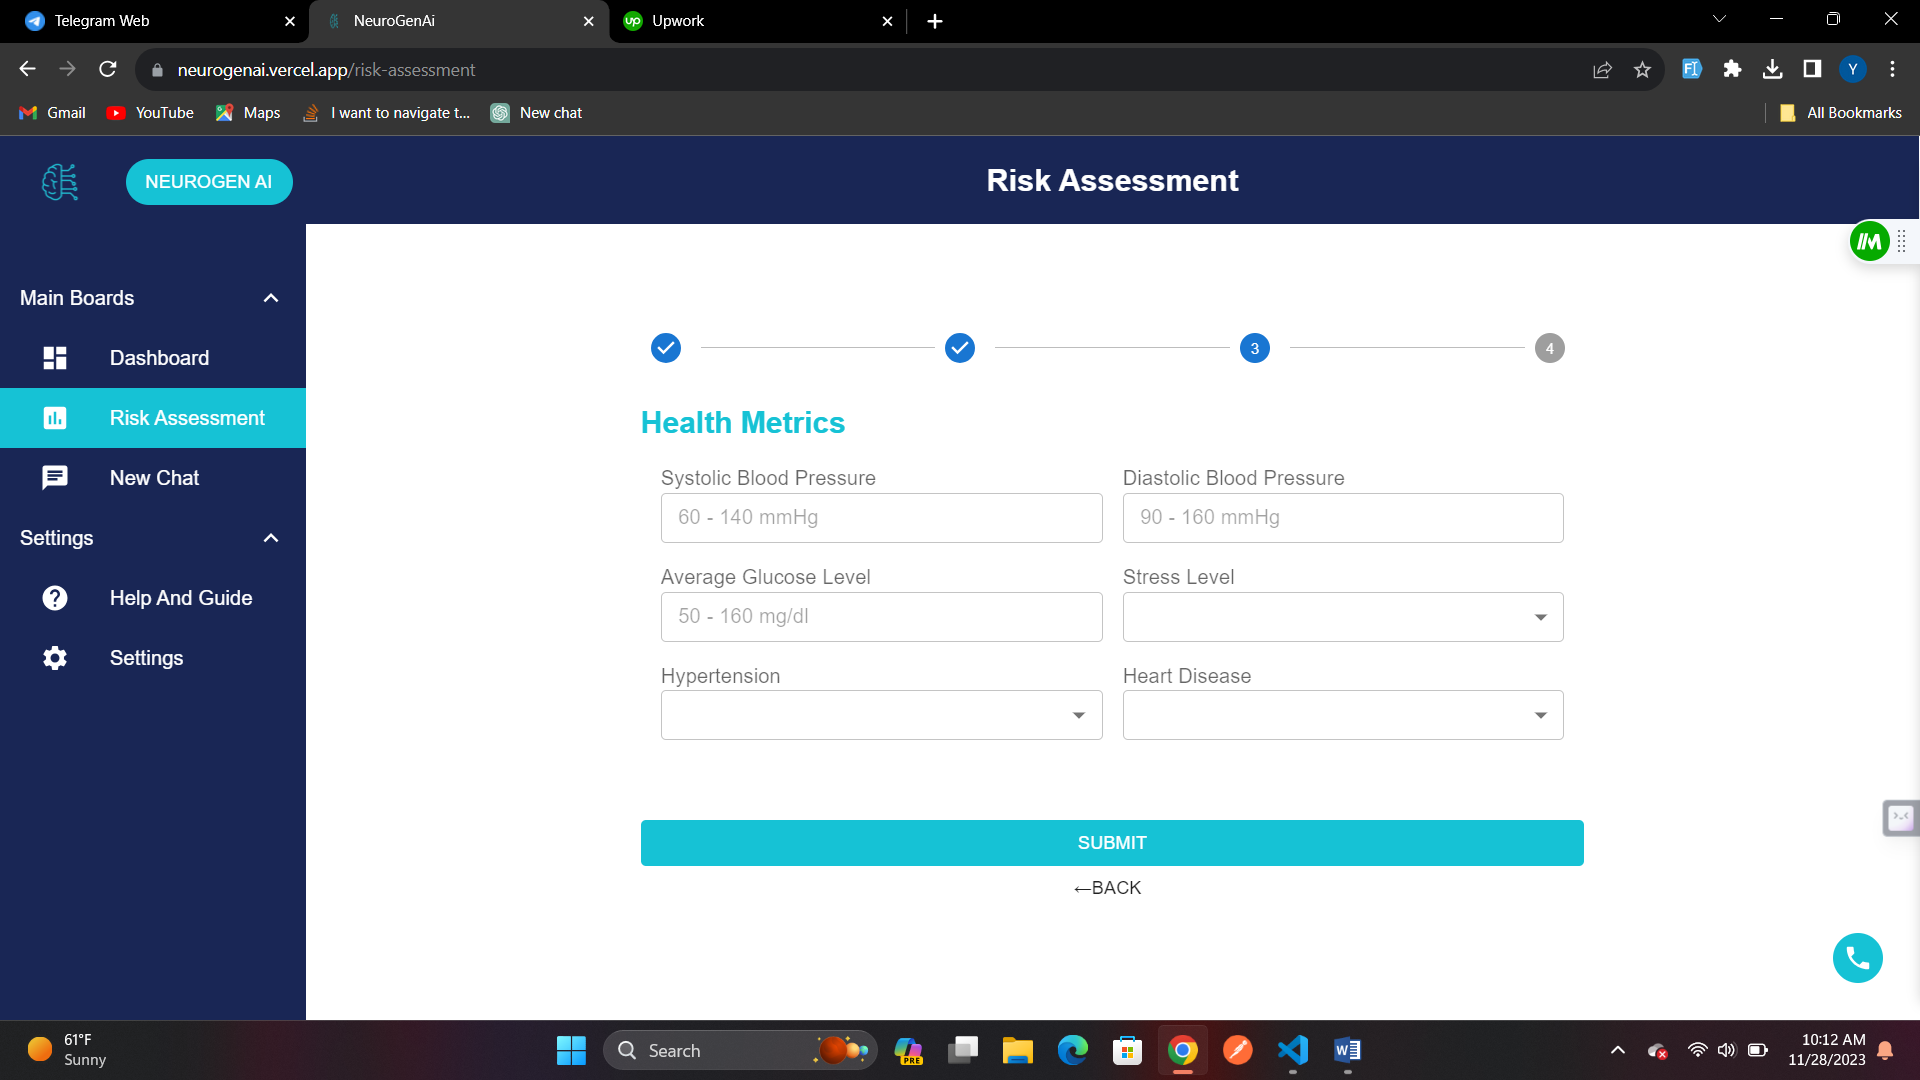 Telegram Web
NeuroGenAi
Upwork
neurogenai.vercel.app/risk-assessment
Y
Gmail
YouTube
Maps
I want to navigate t...
New chat
All Bookmarks
NEUROGEN AI
Risk Assessment
Main Boards
Dashboard
Risk Assessment
New Chat
Settings
Help And Guide
Settings
3
4
Health Metrics
Systolic Blood Pressure
Diastolic Blood Pressure
60 - 140 mmHg
90 - 160 mmHg
Average Glucose Level
Stress Level
50 - 160 mg/dl
Hypertension
Heart Disease
SUBMIT
←BACK
61°F
Sunny
Search
PRE
10:12 AM
11/28/2023